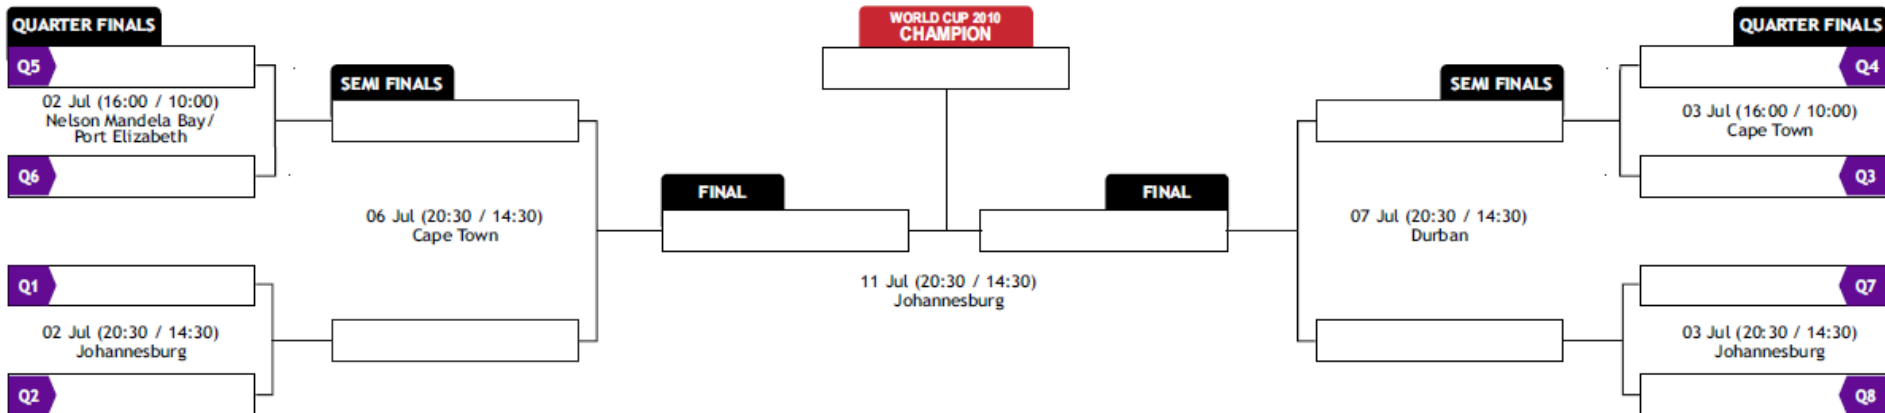 QUARTER FINALS
Q5
02 Jul (16:00 / 10:00)
Nelson Mandela Bay/
Port Elizabeth
Q6
Q1
02 Jul (20:30 / 14:30)
Johannesburg
Q2
SEMI FINALS
06 Jul (20:30 / 14:30)
Cape Town
FINAL
WORLD CUP 2010
CHAMPION
11 Jul (20:30 / 14:30)
Johannesburg
FINAL
SEMI FINALS
07 Jul (20:30 / 14:30)
Durban
QUARTER FINALS
Q4
03 Jul (16:00 / 10:00)
Cape Town
Q3
Q7
03 Jul (20:30 / 14:30)
Johannesburg
Q8